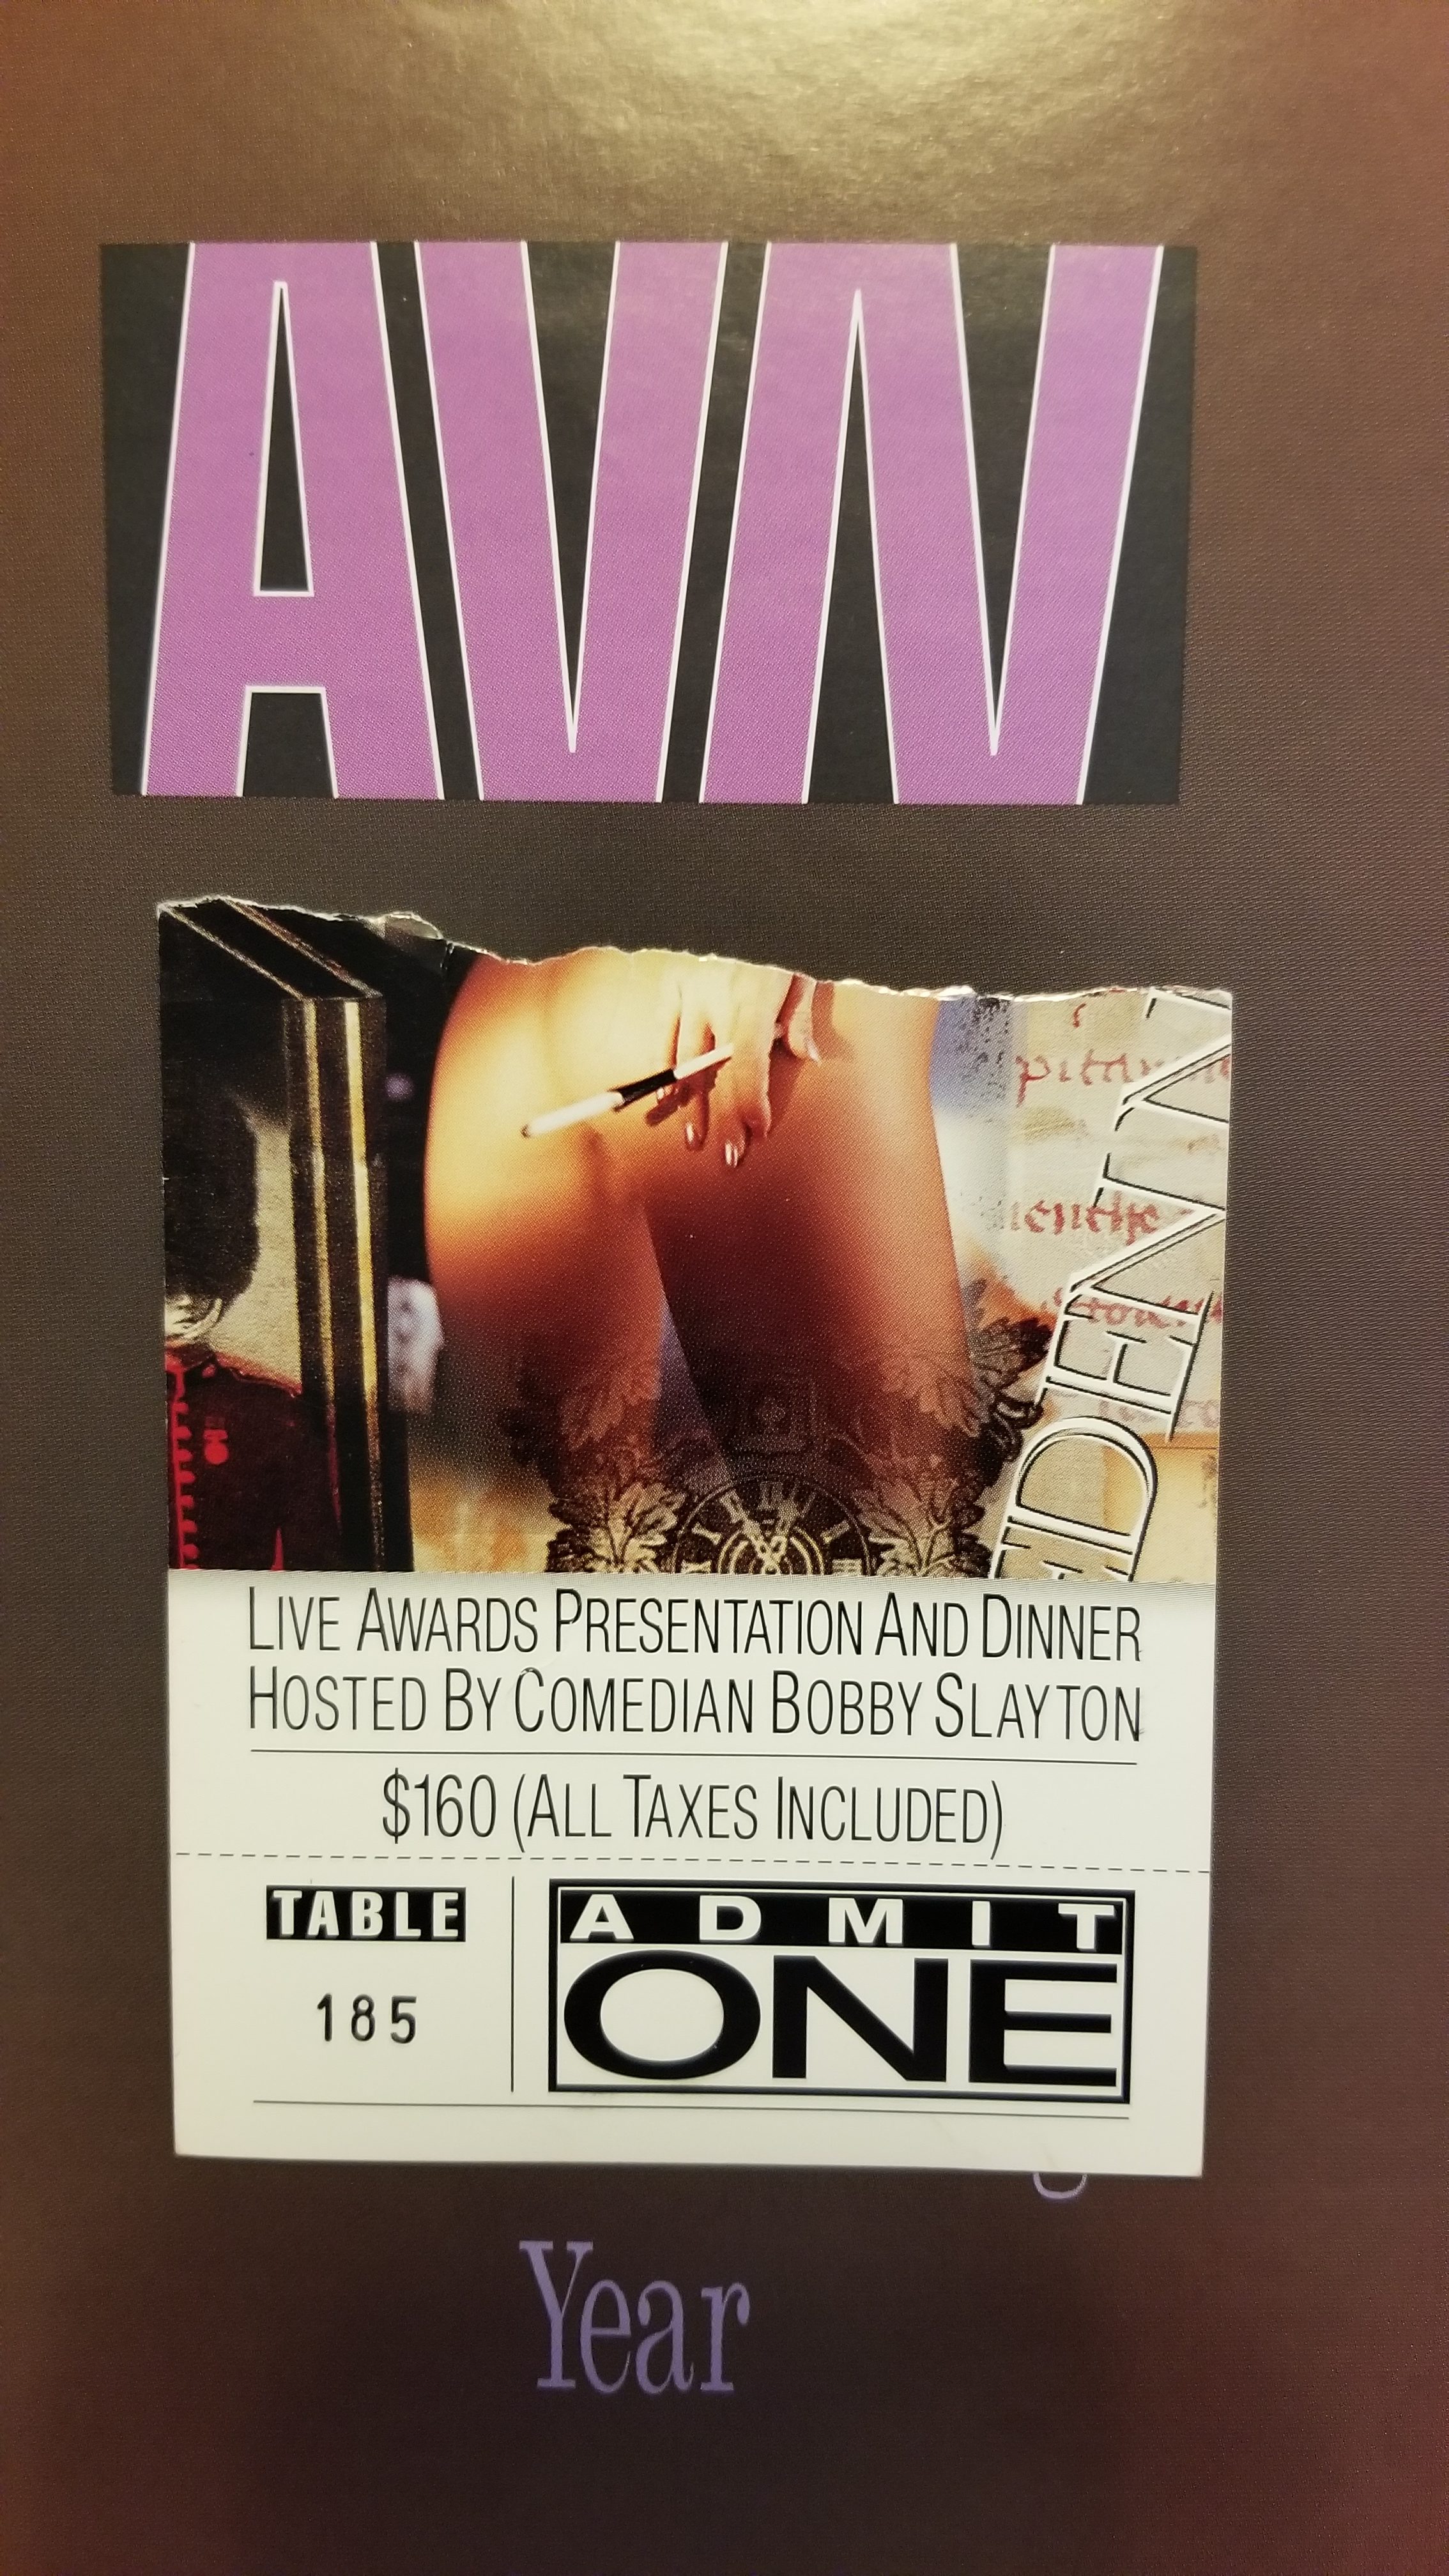 AVN
LIVE AWARDS PRESENTATION AND DINNER
HOSTED BY COMEDIAN BOBBY SLAYTON
$160 (ALL TAXES INCLUDED)
TABLE
185
ADMIT
ONE
Year